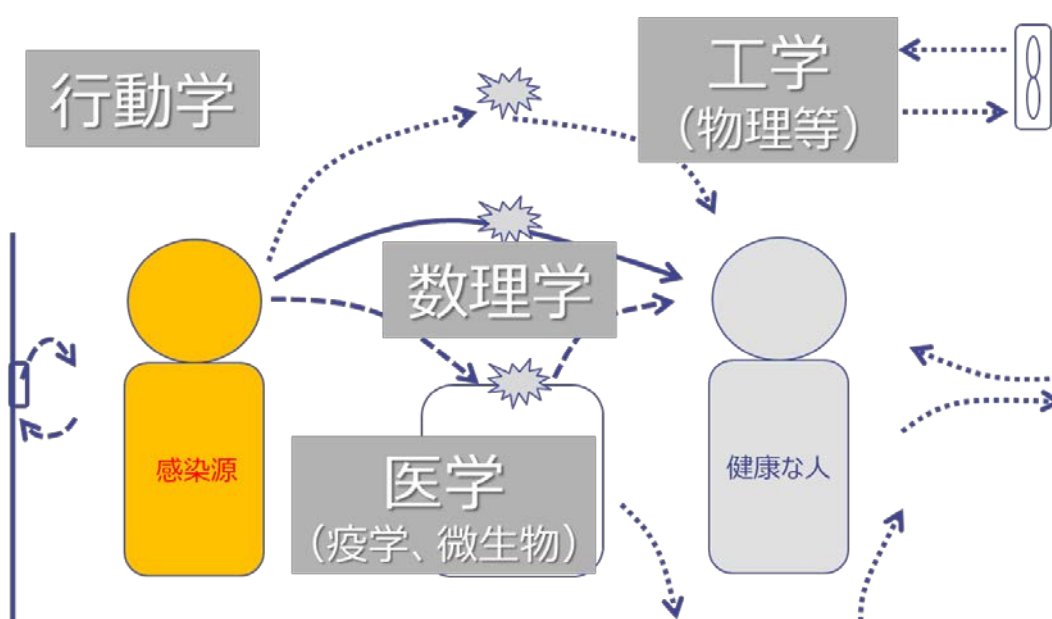 行動学
工学
（物理等）
数理学
感染源
医学
（疫学、微生物）
健康な人